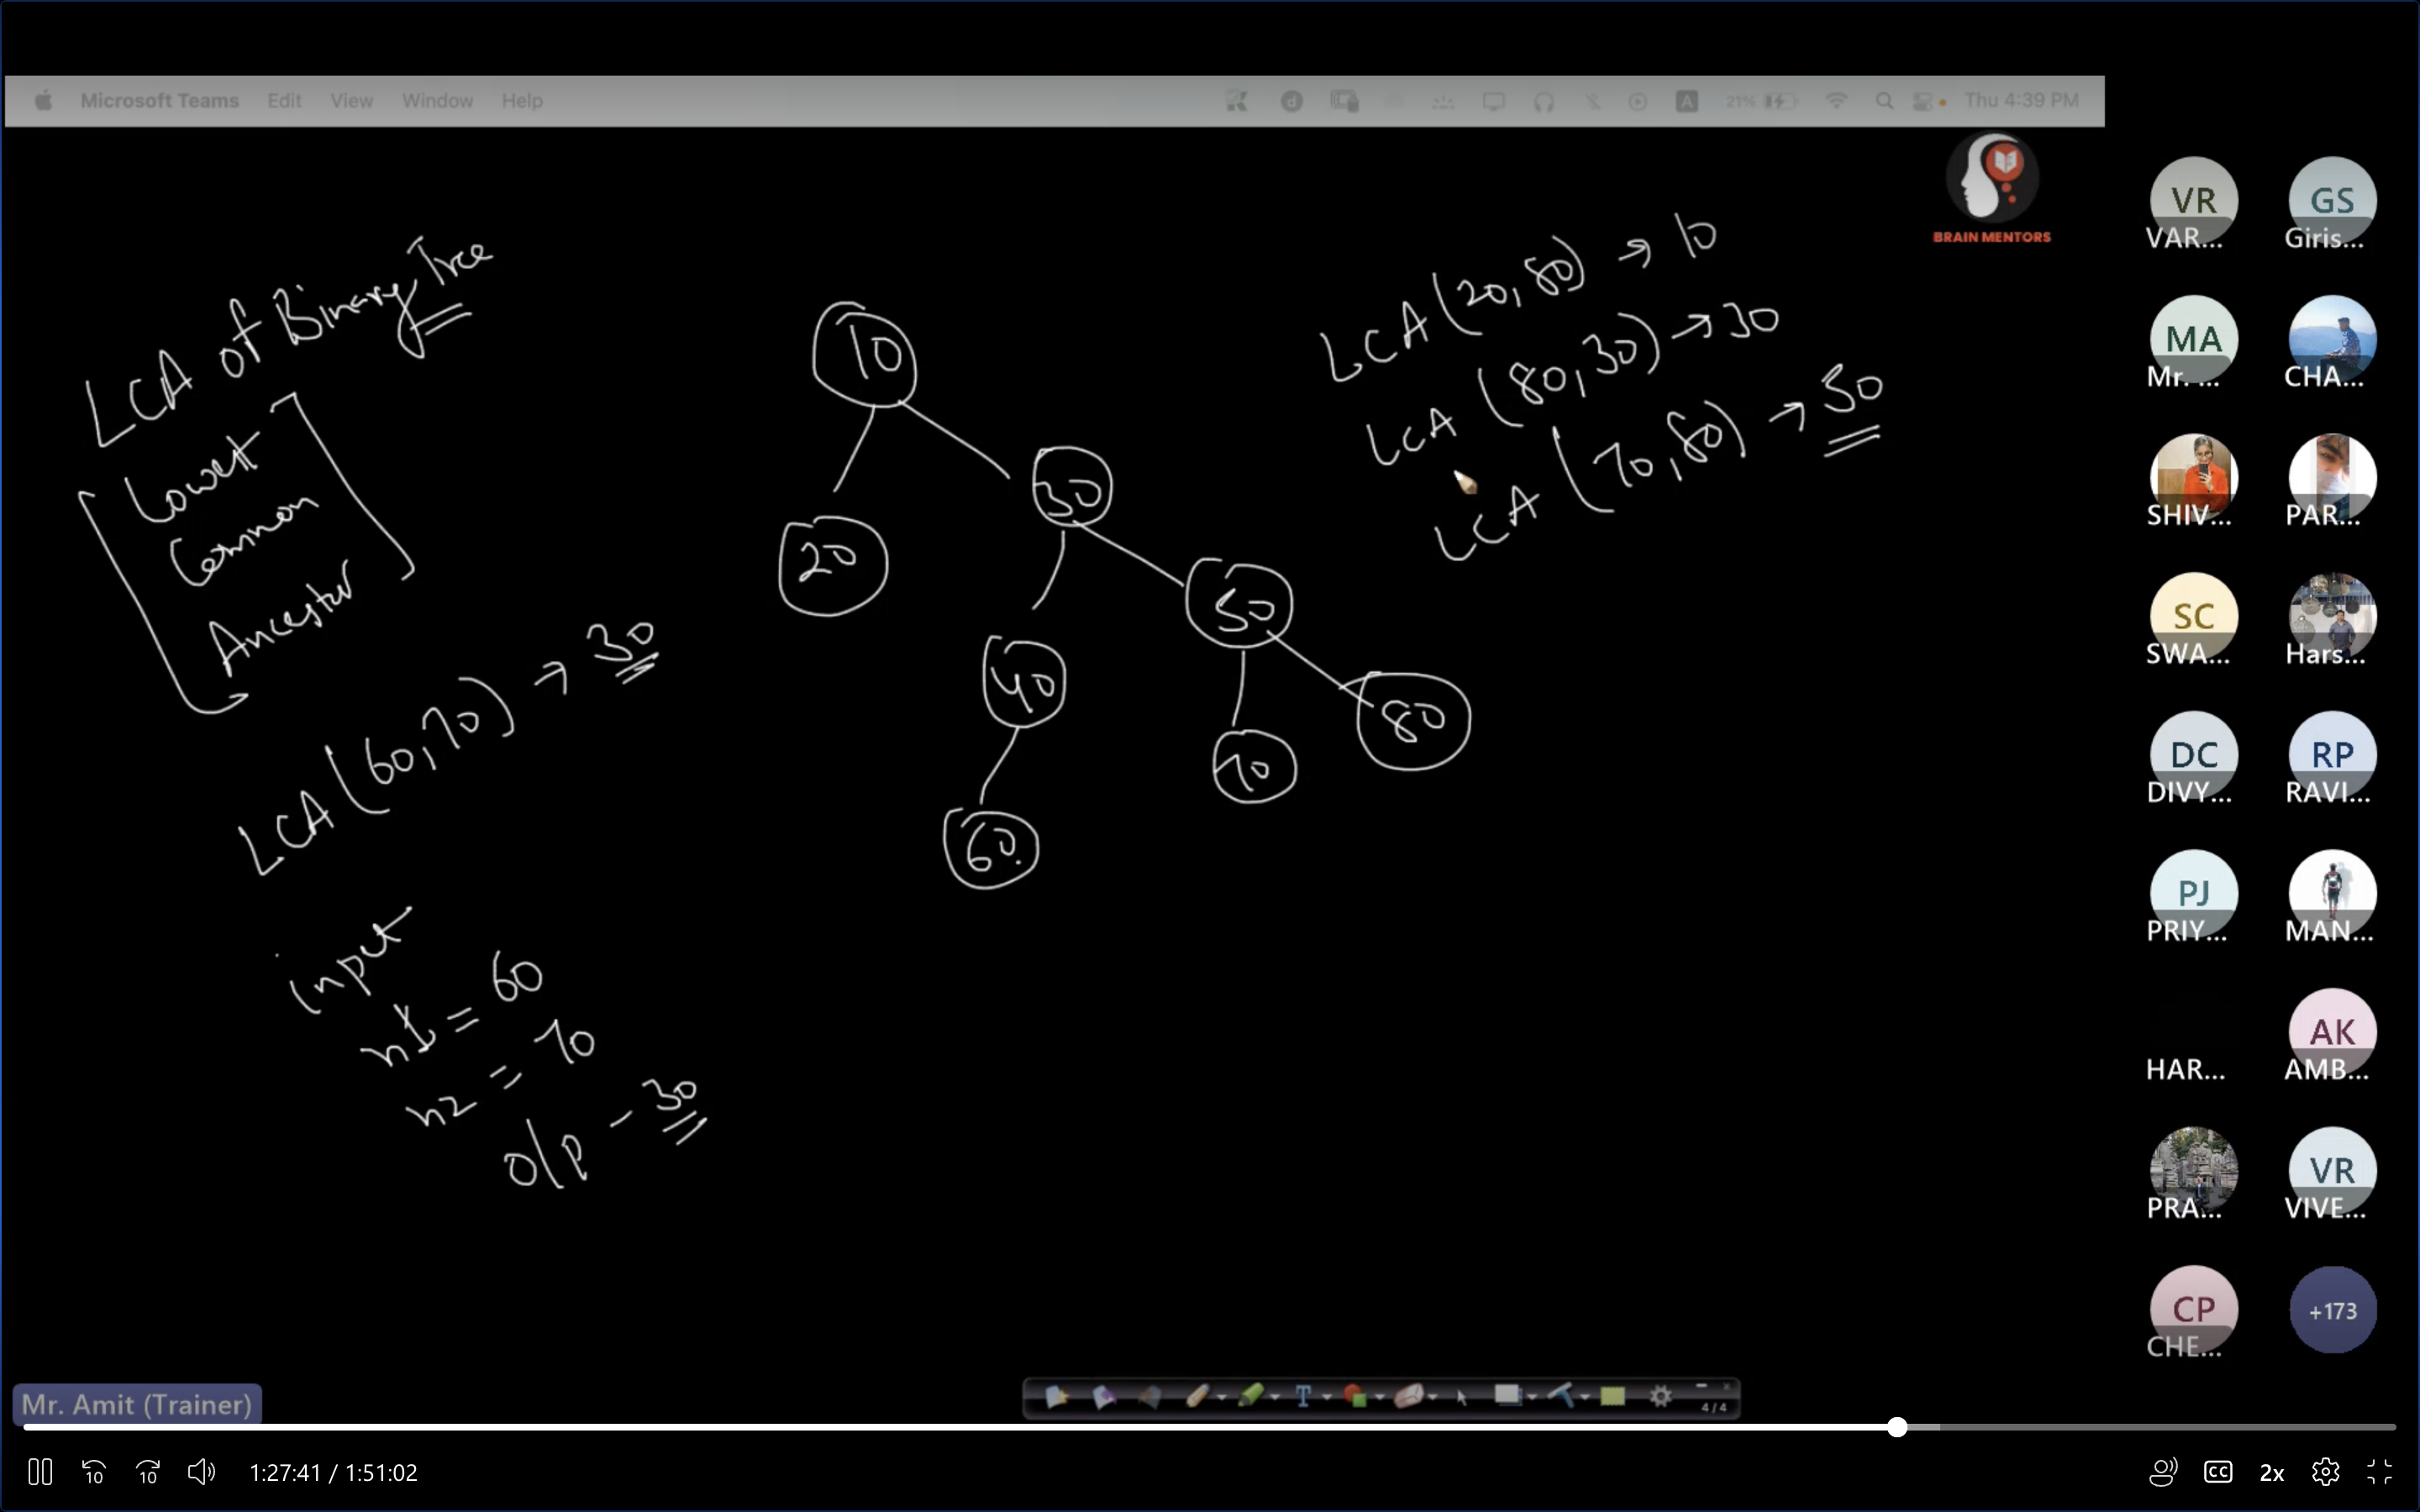 Microsoft Teams Edit View Window Help 21% Thu 4:39 PM
BRAIN MENTORS
LCA of Binary Tree
Lowest
Common
Ancestor
LCA (60,70) → 30
input
n1 = 60
n2 = 70
o/p - 30
10
20
30
40
50
60
70
80
LCA (20, 80) → 10
LCA (80, 30) → 30
LCA (70, 80) → 50
VR GS
VAR... Giris...
MA
Mr. ... CHA...
SHIV... PAR...
SC
SWA... Hars...
DC RP
DIVY... RAVI...
PJ
PRIY... MAN...
AK
HAR... AMB...
VR
PRA... VIVE...
CP +173
CHE...
Mr. Amit (Trainer)
T
4/4
10 10 1:27:41 / 1:51:02 CC 2x